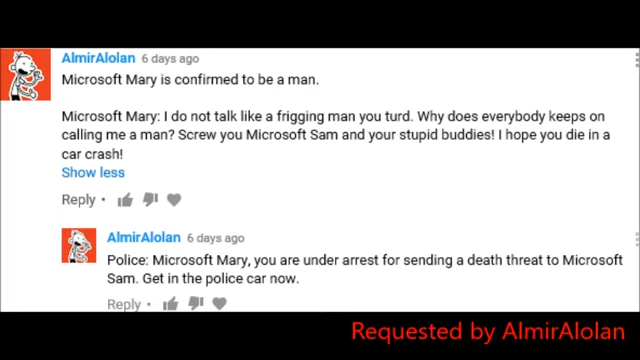 AlmirAlolan 6 days ago
Microsoft Mary is confirmed to be a man.
Microsoft Mary: I do not talk like a frigging man you turd. Why does everybody keeps on
calling me a man? Screw you Microsoft Sam and your stupid buddies! I hope you die in a
car crash!
Show less
Reply •
AlmirAlolan 6 days ago
Police: Microsoft Mary, you are under arrest for sending a death threat to Microsoft
Sam. Get in the police car now.
Reply •
Requested by AlmirAlolan